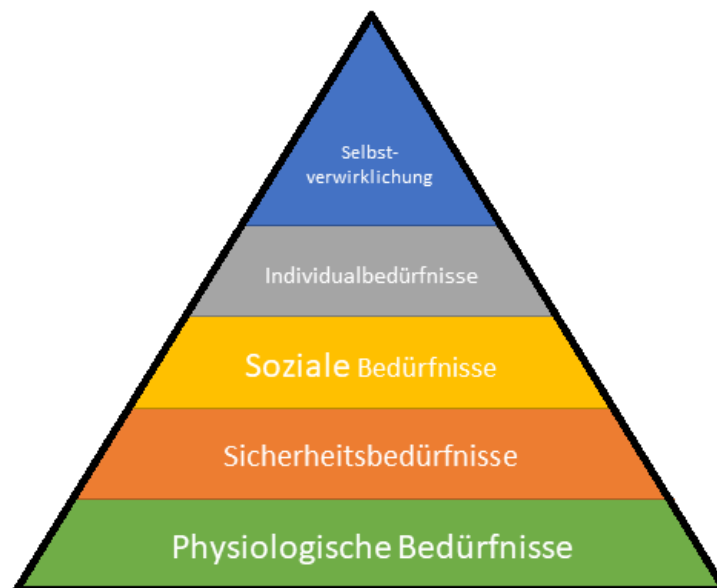 Selbst-
verwirklichung
Individualbedürfnisse
Soziale Bedürfnisse
Sicherheitsbedürfnisse
Physiologische Bedürfnisse